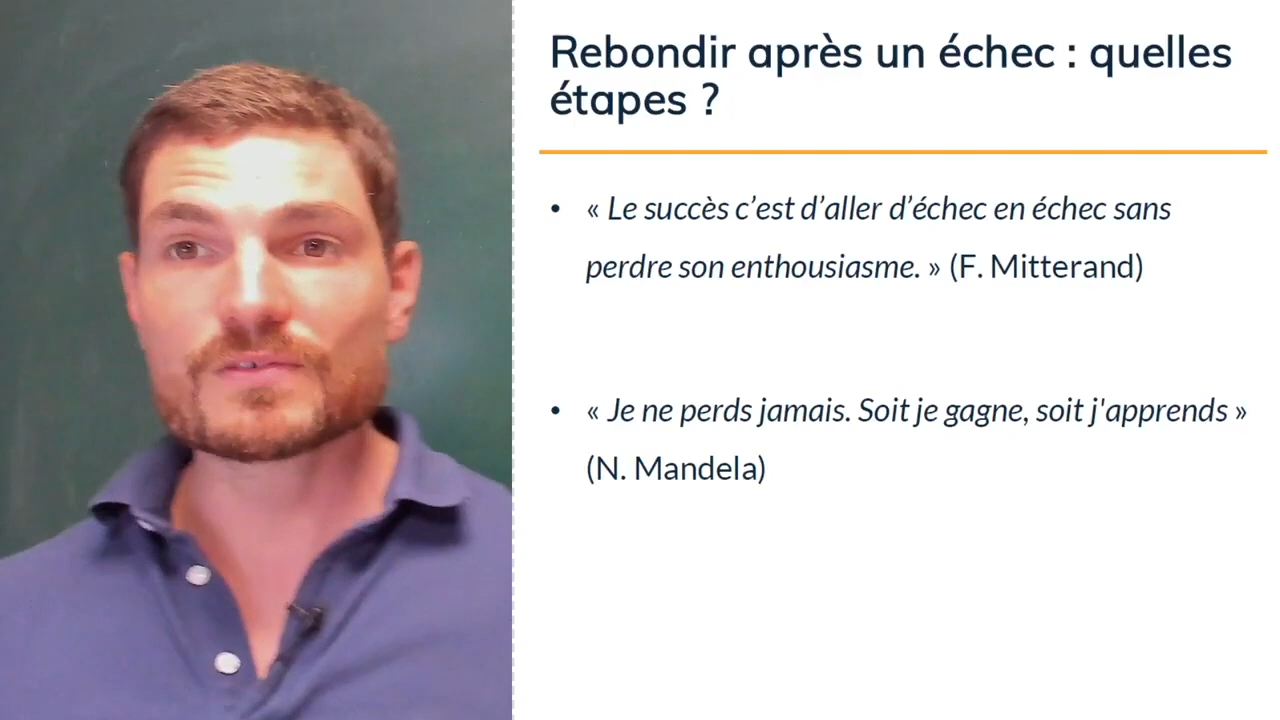 Rebondir après un échec : quelles
étapes ?
• « Le succès c’est d’aller d’échec en échec sans
perdre son enthousiasme. » (F. Mitterand)
• « Je ne perds jamais. Soit je gagne, soit j'apprends »
(N. Mandela)